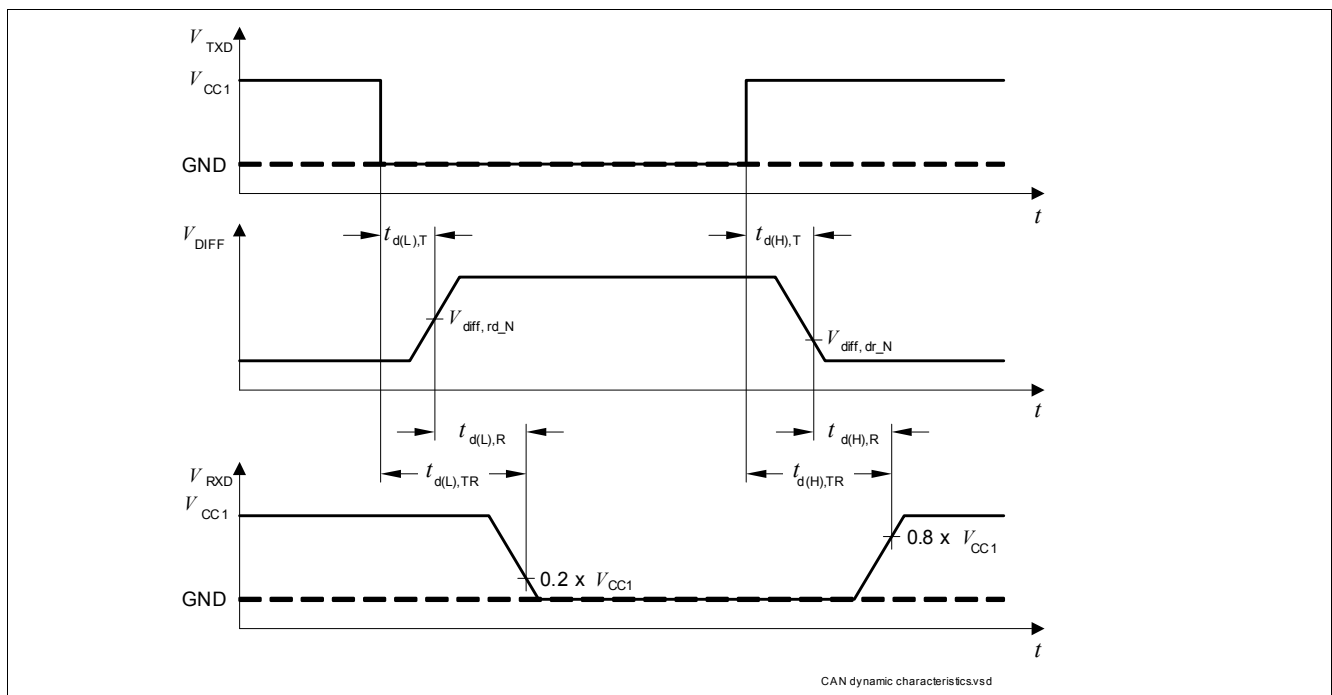 V TXD
V CC1
GND
t
V DIFF
t d(L),T
t d(H),T
V diff, rd_N
V diff, dr_N
t
t d(L),R
t d(H),R
t d(L),TR
t d(H),TR
V RXD
V CC1
0.8 x V CC1
0.2 x V CC1
GND
t
CAN dynamic characteristics.vsd